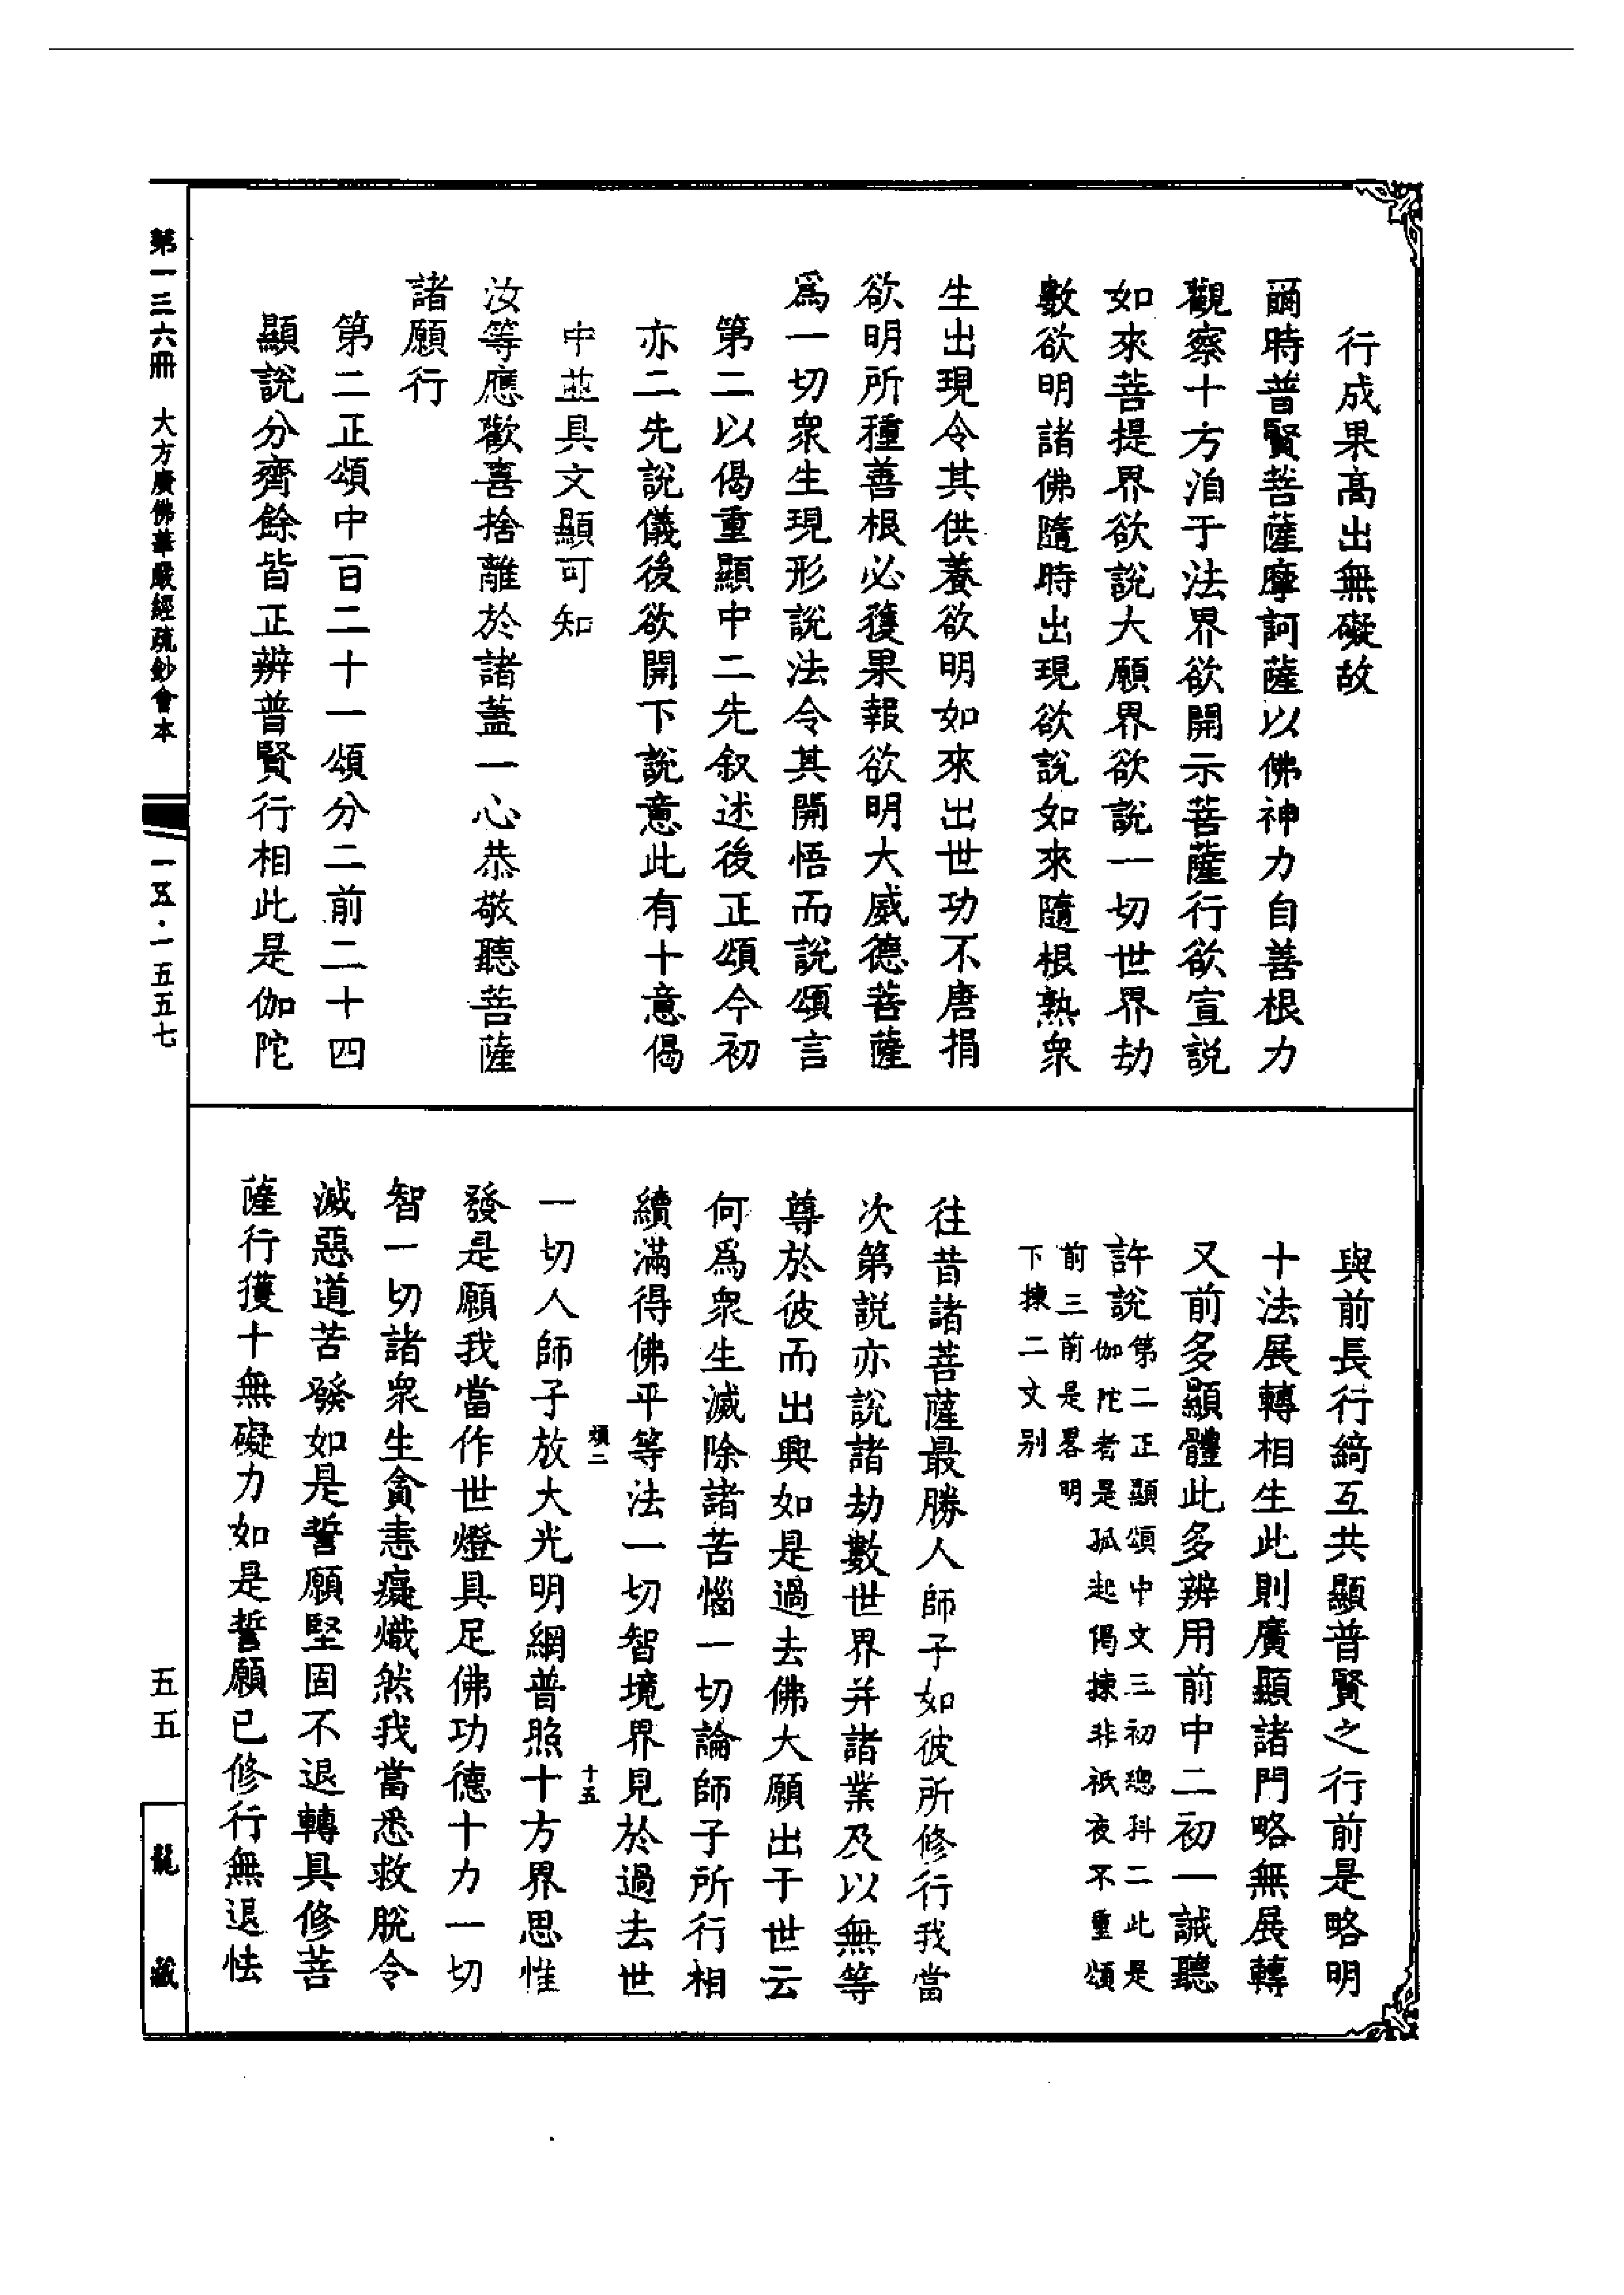 行成果高出無礙故
爾時普賢菩薩摩訶薩以佛神力自善根力
觀察十方洎于法界欲開示菩薩行欲宣說
如來菩提界欲說大願界欲說一切世界劫
數欲明諸佛隨時出現欲說如來隨根熟衆
生出現令其供養欲明如來出世功不唐捐
欲明所種善根必獲果報欲明大威德菩薩
爲一切衆生現形說法令其開悟而說頌言
第二以偈重顯中二先叙述後正頌今初
亦二先說儀後欲開下說意此有十意偈
中並具文顯可知
汝等應歡喜捨離於諸蓋一心恭敬聽菩薩
諸願行
第二正頌中百二十一頌分二前二十四
顯說分齊餘皆正辨普賢行相此是伽陀
與前長行綺互共顯普賢之行前是略明
十法展轉相生此則廣顯諸門略無展轉
又前多顯體此多辨用前中二初一誡聽
許說
第二正顯頌中文三初總科二此是
伽陀者是孤起偈揀非祇夜不重頌
前三前是畧明
下揀二文别
往昔諸菩薩最勝人師子如彼所修行我當
次第說亦說諸劫數世界并諸業及以無等
尊於彼而出興如是過去佛大願出于世云
何爲衆生滅除諸苦惱一切論師子所行相
續滿得佛平等法一切智境界見於過去世
頌二
十五
一切人師子放大光明網普照十方界思惟
發是願我當作世燈具足佛功德十力一切
智一切諸衆生貪恚癡熾然我當悉救脫令
滅惡道苦發如是誓願堅固不退轉具修菩
薩行獲十無礙力如是誓願已修行無退怯
第一三六冊 大方廣佛華嚴經疏鈔會本
一五·一五五七
五五
龍藏